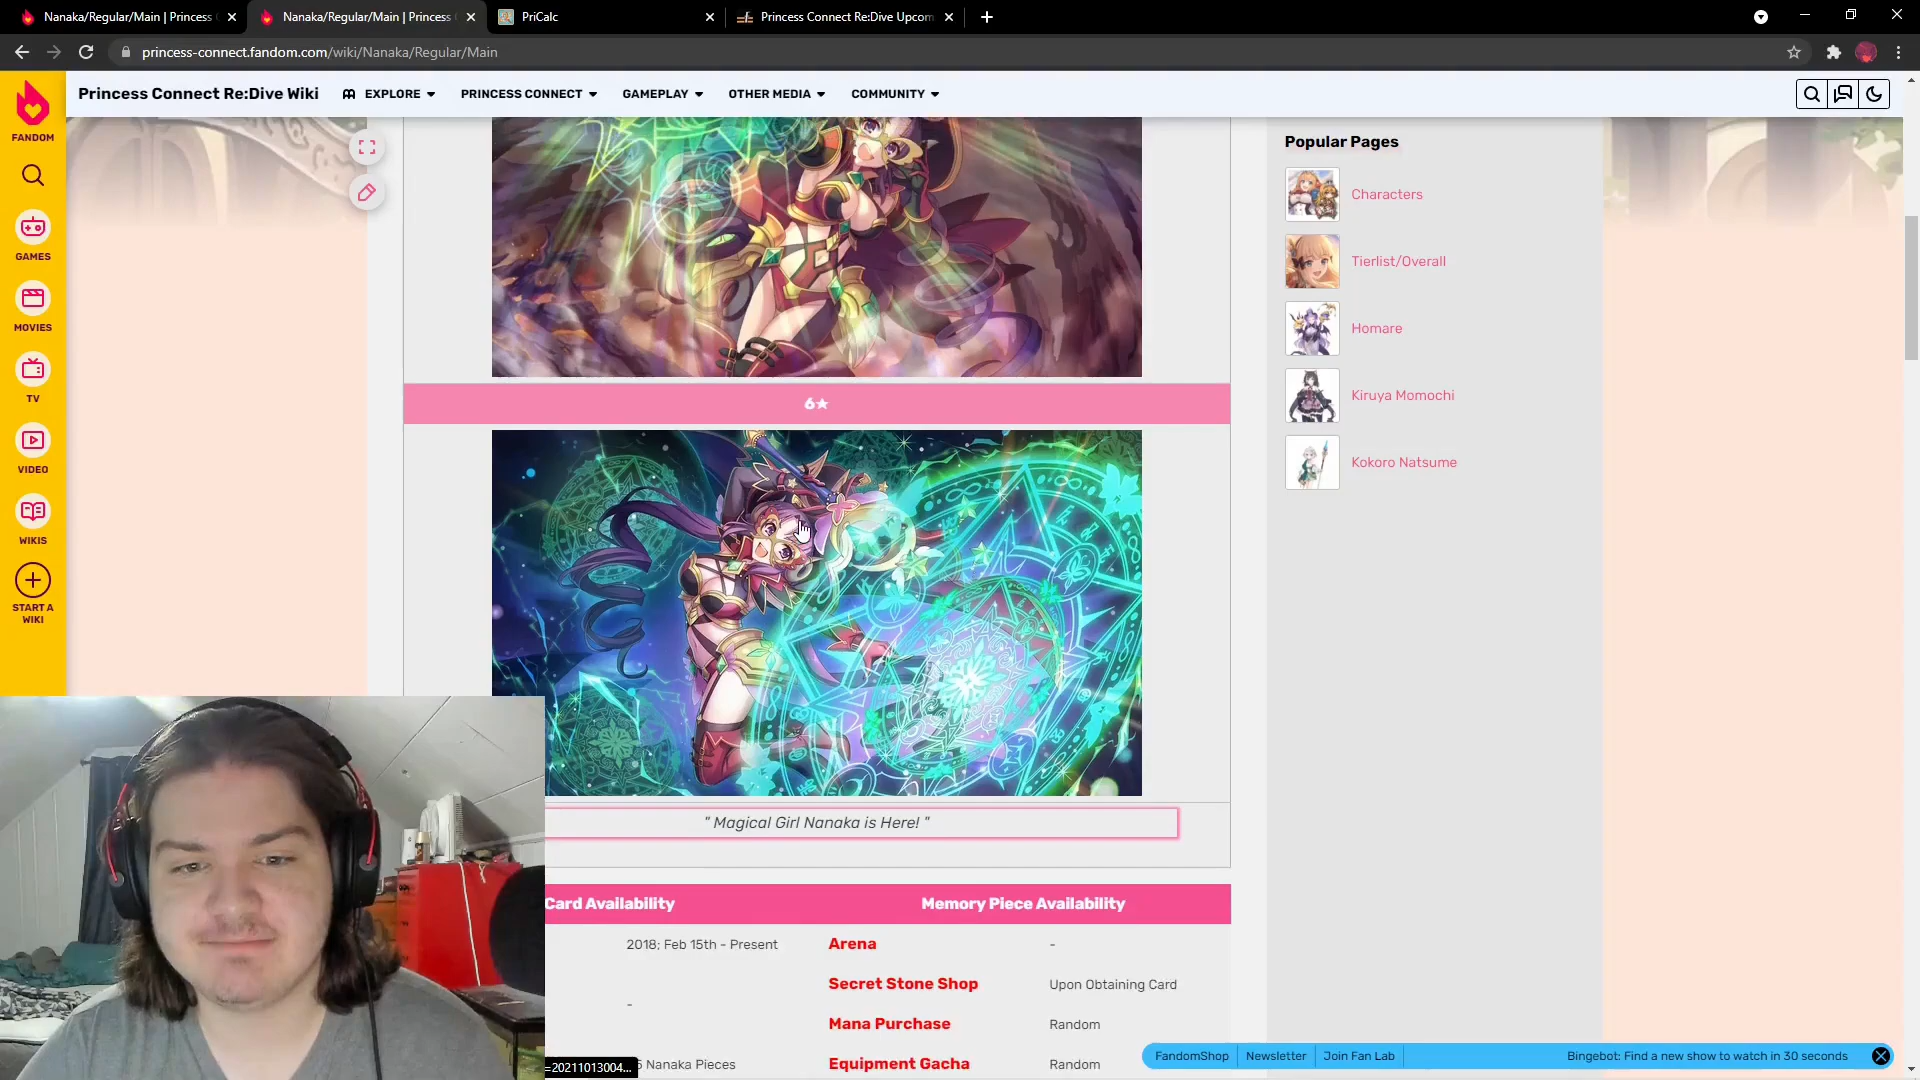 Nanaka/Regular/Main | Princess
Nanaka/Regular/Main | Princess
PriCalc
Princess Connect Re:Dive Upcom
princess-connect.fandom.com/wiki/Nanaka/Regular/Main
FANDOM
GAMES
MOVIES
TV
VIDEO
WIKIS
START A
WIKI
Princess Connect Re:Dive Wiki
EXPLORE
PRINCESS CONNECT
GAMEPLAY
OTHER MEDIA
COMMUNITY
6★
" Magical Girl Nanaka is Here! "
Card Availability
Memory Piece Availability
2018; Feb 15th - Present
Arena
-
Secret Stone Shop
Upon Obtaining Card
-
Mana Purchase
Random
Nanaka Pieces
Equipment Gacha
Random
=20211013004...
Popular Pages
Characters
Tierlist/Overall
Homare
Kiruya Momochi
Kokoro Natsume
FandomShop
Newsletter
Join Fan Lab
Bingebot: Find a new show to watch in 30 seconds